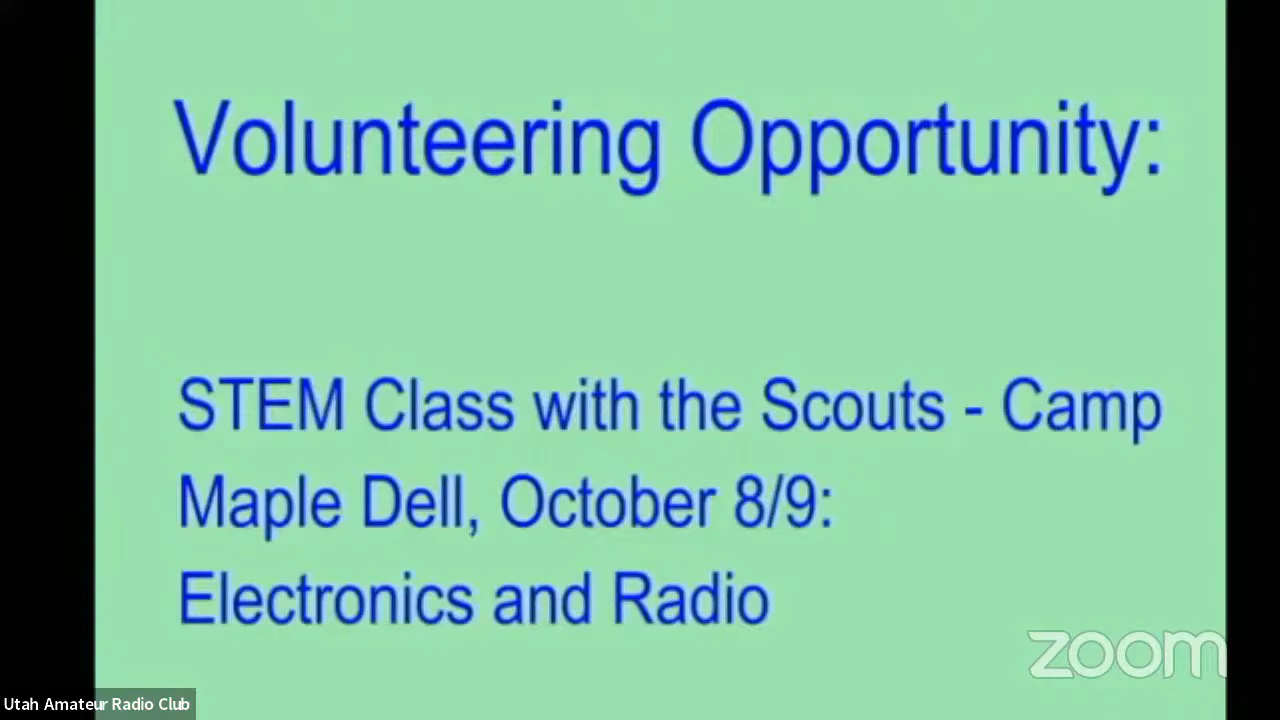 Volunteering Opportunity:
STEM Class with the Scouts - Camp
Maple Dell, October 8/9:
Electronics and Radio
zoom
Utah Amateur Radio Club